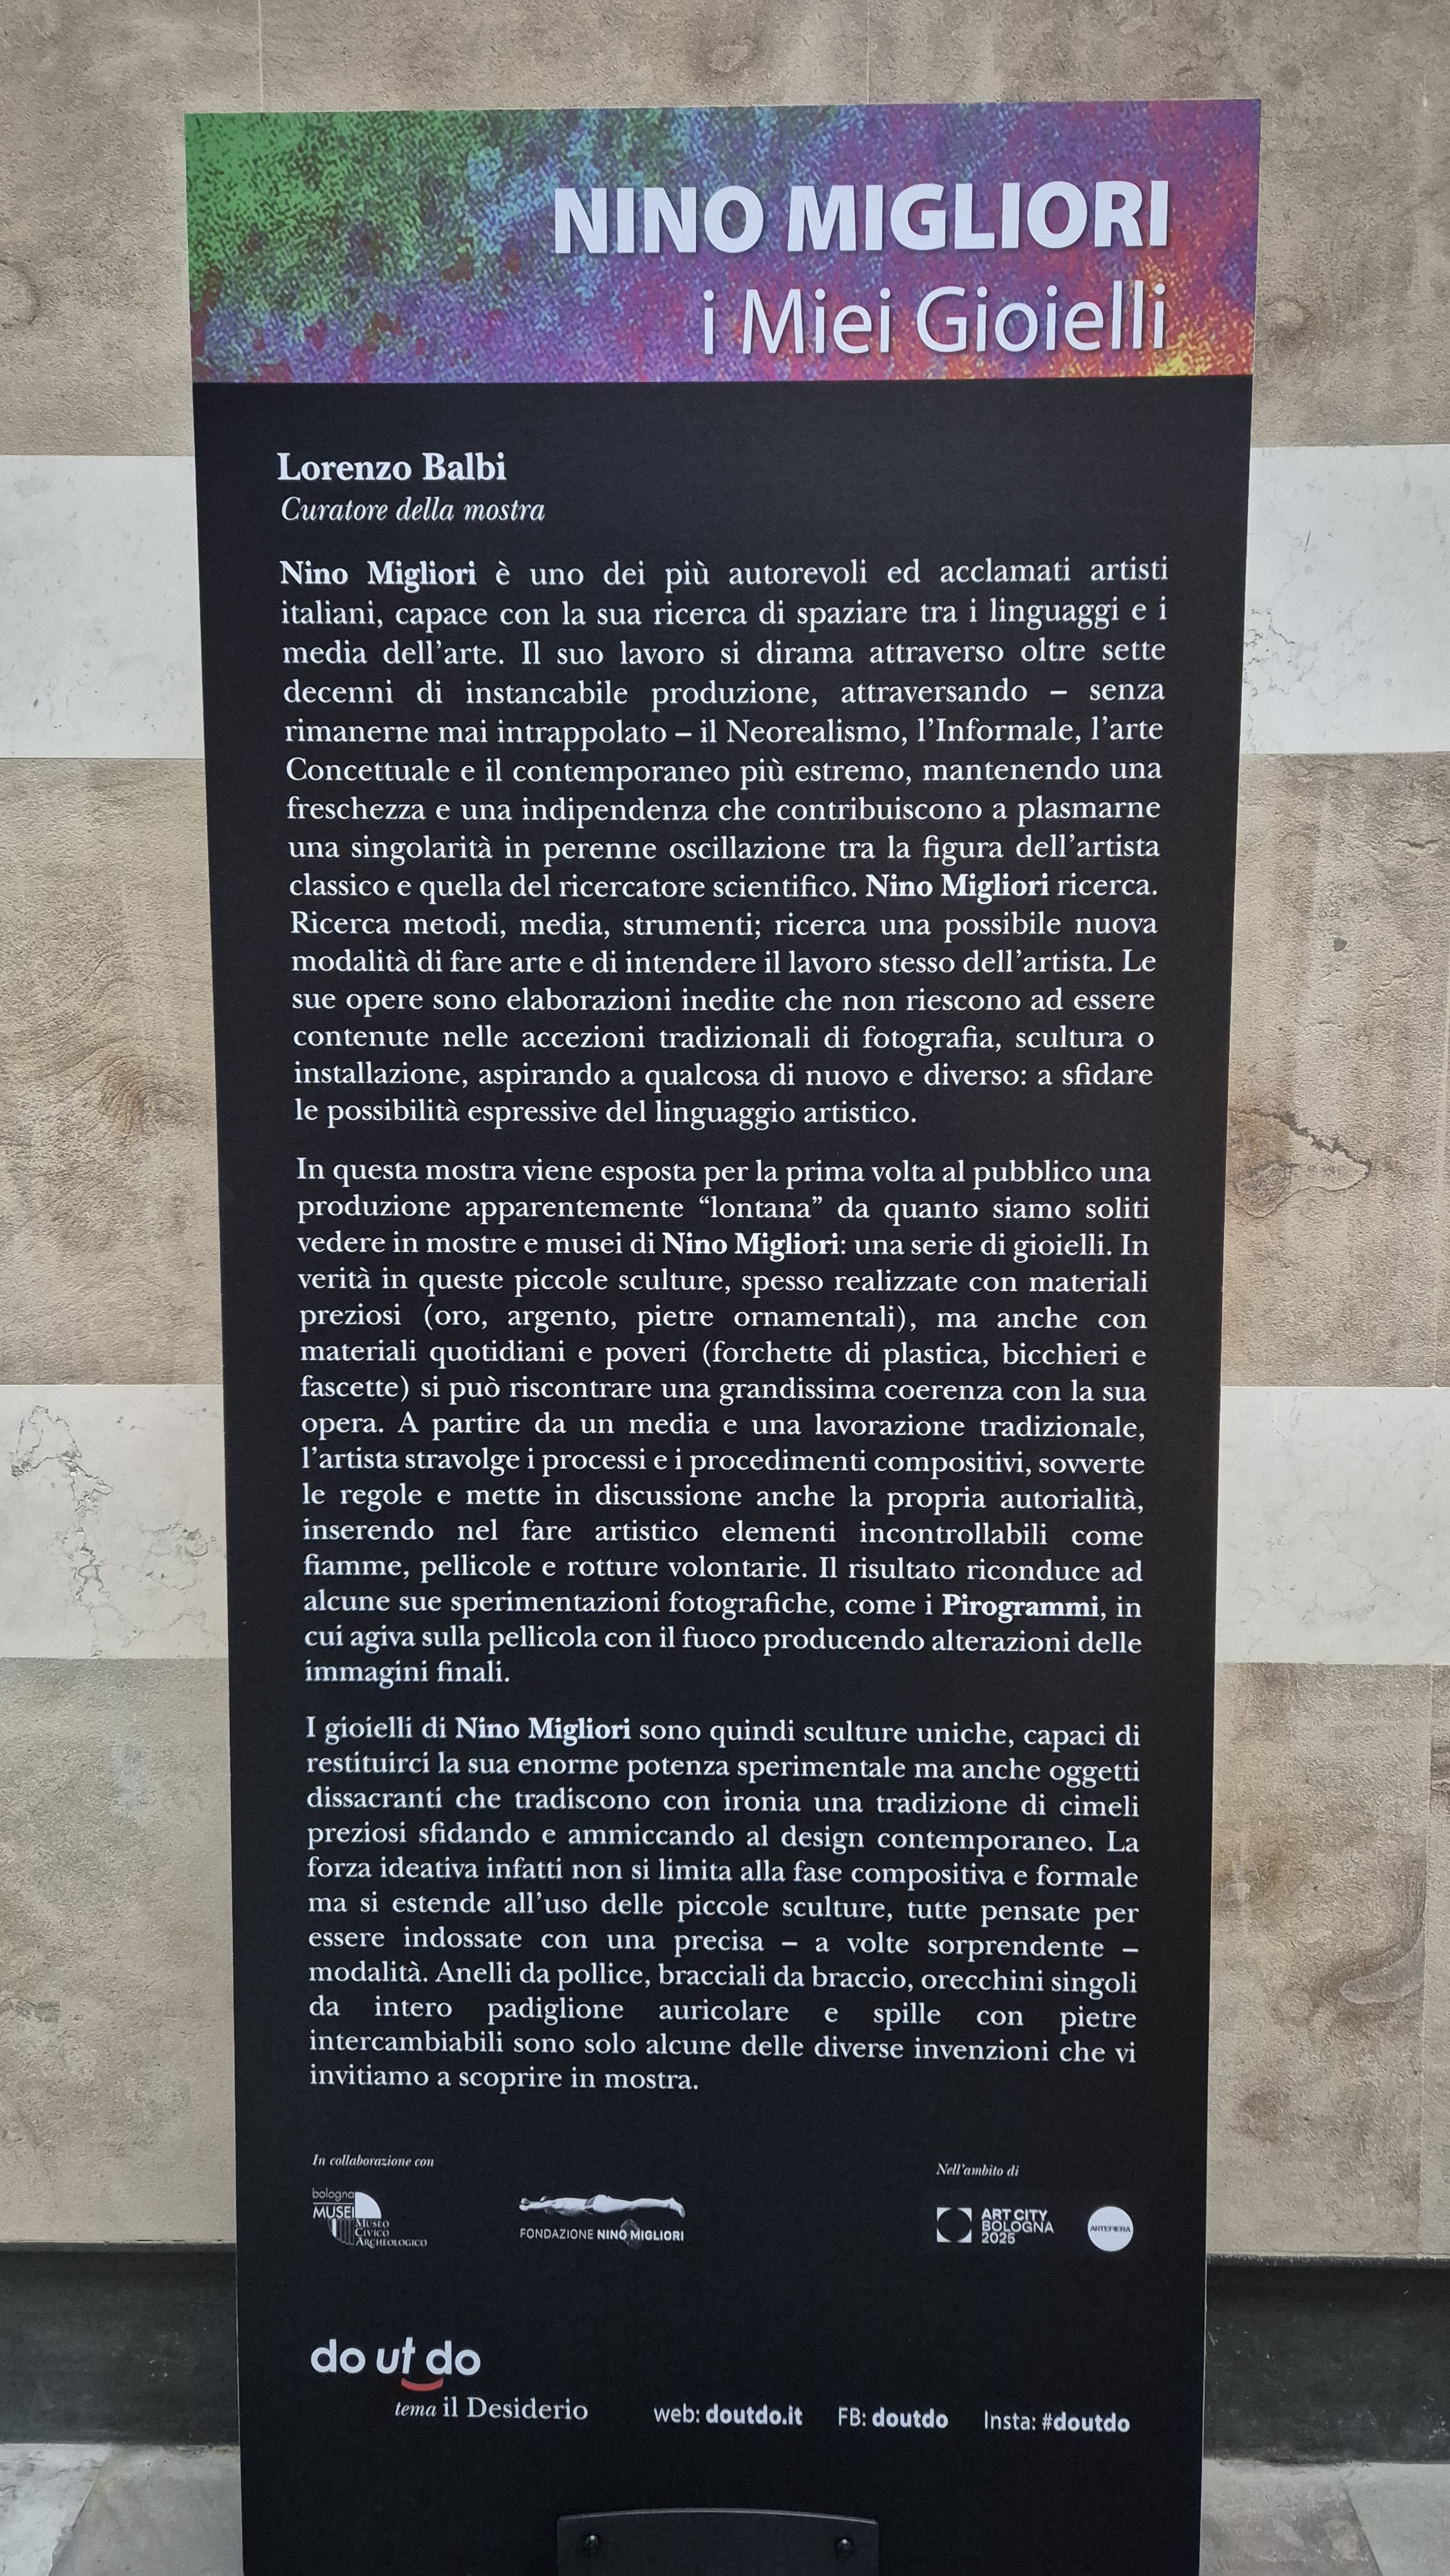 NINO MIGLIORI
i Miei Gioielli
Lorenzo Balbi
Curatore della mostra
Nino Migliori è uno dei più autorevoli ed acclamati artisti
italiani, capace con la sua ricerca di spaziare tra i linguaggi e i
media dell’arte. Il suo lavoro si dirama attraverso oltre sette
decenni di instancabile produzione, attraversando – senza
rimanerne mai intrappolato – il Neorealismo, l’Informale, l’arte
Concettuale e il contemporaneo più estremo, mantenendo una
freschezza e una indipendenza che contribuiscono a plasmarne
una singolarità in perenne oscillazione tra la figura dell’artista
classico e quella del ricercatore scientifico. Nino Migliori ricerca.
Ricerca metodi, media, strumenti; ricerca una possibile nuova
modalità di fare arte e di intendere il lavoro stesso dell’artista. Le
sue opere sono elaborazioni inedite che non riescono ad essere
contenute nelle accezioni tradizionali di fotografia, scultura o
installazione, aspirando a qualcosa di nuovo e diverso: a sfidare
le possibilità espressive del linguaggio artistico.
In questa mostra viene esposta per la prima volta al pubblico una
produzione apparentemente “lontana” da quanto siamo soliti
vedere in mostre e musei di Nino Migliori: una serie di gioielli. In
verità in queste piccole sculture, spesso realizzate con materiali
preziosi (oro, argento, pietre ornamentali), ma anche con
materiali quotidiani e poveri (forchette di plastica, bicchieri e
fascette) si può riscontrare una grandissima coerenza con la sua
opera. A partire da un media e una lavorazione tradizionale,
l’artista stravolge i processi e i procedimenti compositivi, sovverte
le regole e mette in discussione anche la propria autorialità,
inserendo nel fare artistico elementi incontrollabili come
fiamme, pellicole e rotture volontarie. Il risultato riconduce ad
alcune sue sperimentazioni fotografiche, come i Pirogrammi, in
cui agiva sulla pellicola con il fuoco producendo alterazioni delle
immagini finali.
I gioielli di Nino Migliori sono quindi sculture uniche, capaci di
restituirci la sua enorme potenza sperimentale ma anche oggetti
dissacranti che tradiscono con ironia una tradizione di cimeli
preziosi sfidando e ammiccando al design contemporaneo. La
forza ideativa infatti non si limita alla fase compositiva e formale
ma si estende all’uso delle piccole sculture, tutte pensate per
essere indossate con una precisa – a volte sorprendente –
modalità. Anelli da pollice, bracciali da braccio, orecchini singoli
da intero padiglione auricolare e spille con pietre
intercambiabili sono solo alcune delle diverse invenzioni che vi
invitiamo a scoprire in mostra.
In collaborazione con
bologna
MUSEI
MUSEO
CIVICO
ARCHEOLOGICO
FONDAZIONE NINO MIGLIORI
Nell’ambito di
ART CITY
BOLOGNA
2025
ARTEFIERA
do ut do
tema il Desiderio
web: doutdo.it FB: doutdo Insta: #doutdo